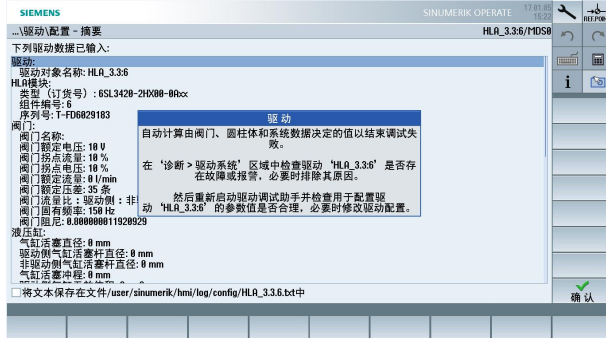 SIEMENS
SINUMERIK OPERATE 17.01.05 15:22
REF.POINT
...\驱动\配置 - 摘要 HLA_3.3:6/MDS0
下列驱动数据已输入:
驱动:
驱动对象名称: HLA_3.3:6
HLA模块:
类型（订货号）: 6SL3420-2HX00-0Axx
组件编号: 6
序列号: T-FD6029183
阀门:
阀门名称:
阀门额定电压: 10 V
阀门拐点流量: 10 %
阀门拐点电压: 10 %
阀门额定流量: 0 l/min
阀门额定压差: 35 条
阀门流量比: 驱动侧: 非
阀门固有频率: 150 Hz
阀门阻尼: 0.800000011920929
液压缸:
气缸活塞直径: 0 mm
驱动侧气缸活塞杆直径: 0 mm
非驱动侧气缸活塞杆直径: 0 mm
气缸活塞冲程: 0 mm
驱动
自动计算由阀门、圆柱体和系统数据决定的值以结束调试失
败。
在‘诊断 > 驱动系统’区域中检查驱动‘HLA_3.3:6’是否存
在故障或报警，必要时排除其原因。
然后重新启动驱动调试助手并检查用于配置驱
动‘HLA_3.3:6’的参数值是否合理，必要时修改驱动配置。
将文本保存在文件/user/sinumerik/hmi/log/config/HLA_3.3.6.txt中
确认